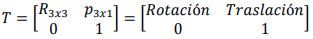 T = [R3x3 p3x1] = [Rotación Traslación]
[0 1] [0 1]